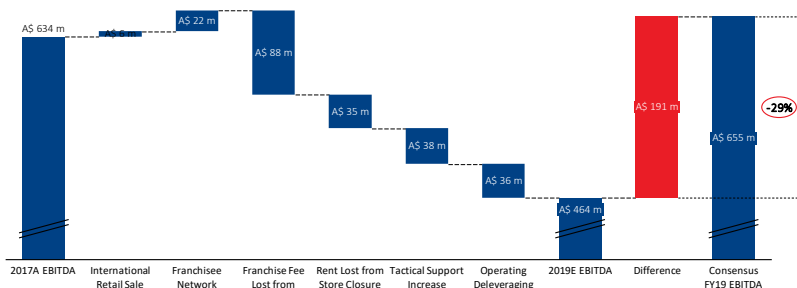 A$ 634 m
A$ 6 m
A$ 22 m
A$ 88 m
A$ 35 m
A$ 38 m
A$ 36 m
A$ 464 m
A$ 191 m
A$ 655 m
-29%
2017A EBITDA
International
Retail Sale
Franchisee
Network
Franchise Fee
Lost from
Rent Lost from
Store Closure
Tactical Support
Increase
Operating
Deleveraging
2019E EBITDA
Difference
Consensus
FY19 EBITDA